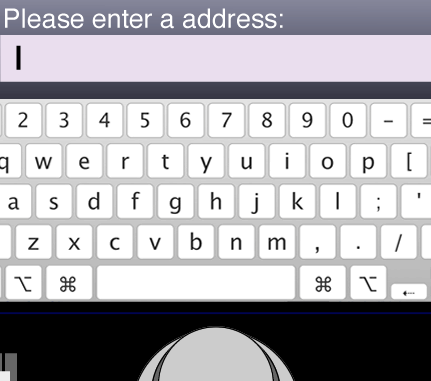 Please enter a address:
2 3 4 5 6 7 8 9 0 - =
q w e r t y u i o p [
a s d f g h j k l ; '
z x c v b n m , . /
⌥ ⌘ ⌘ ⌥ ←